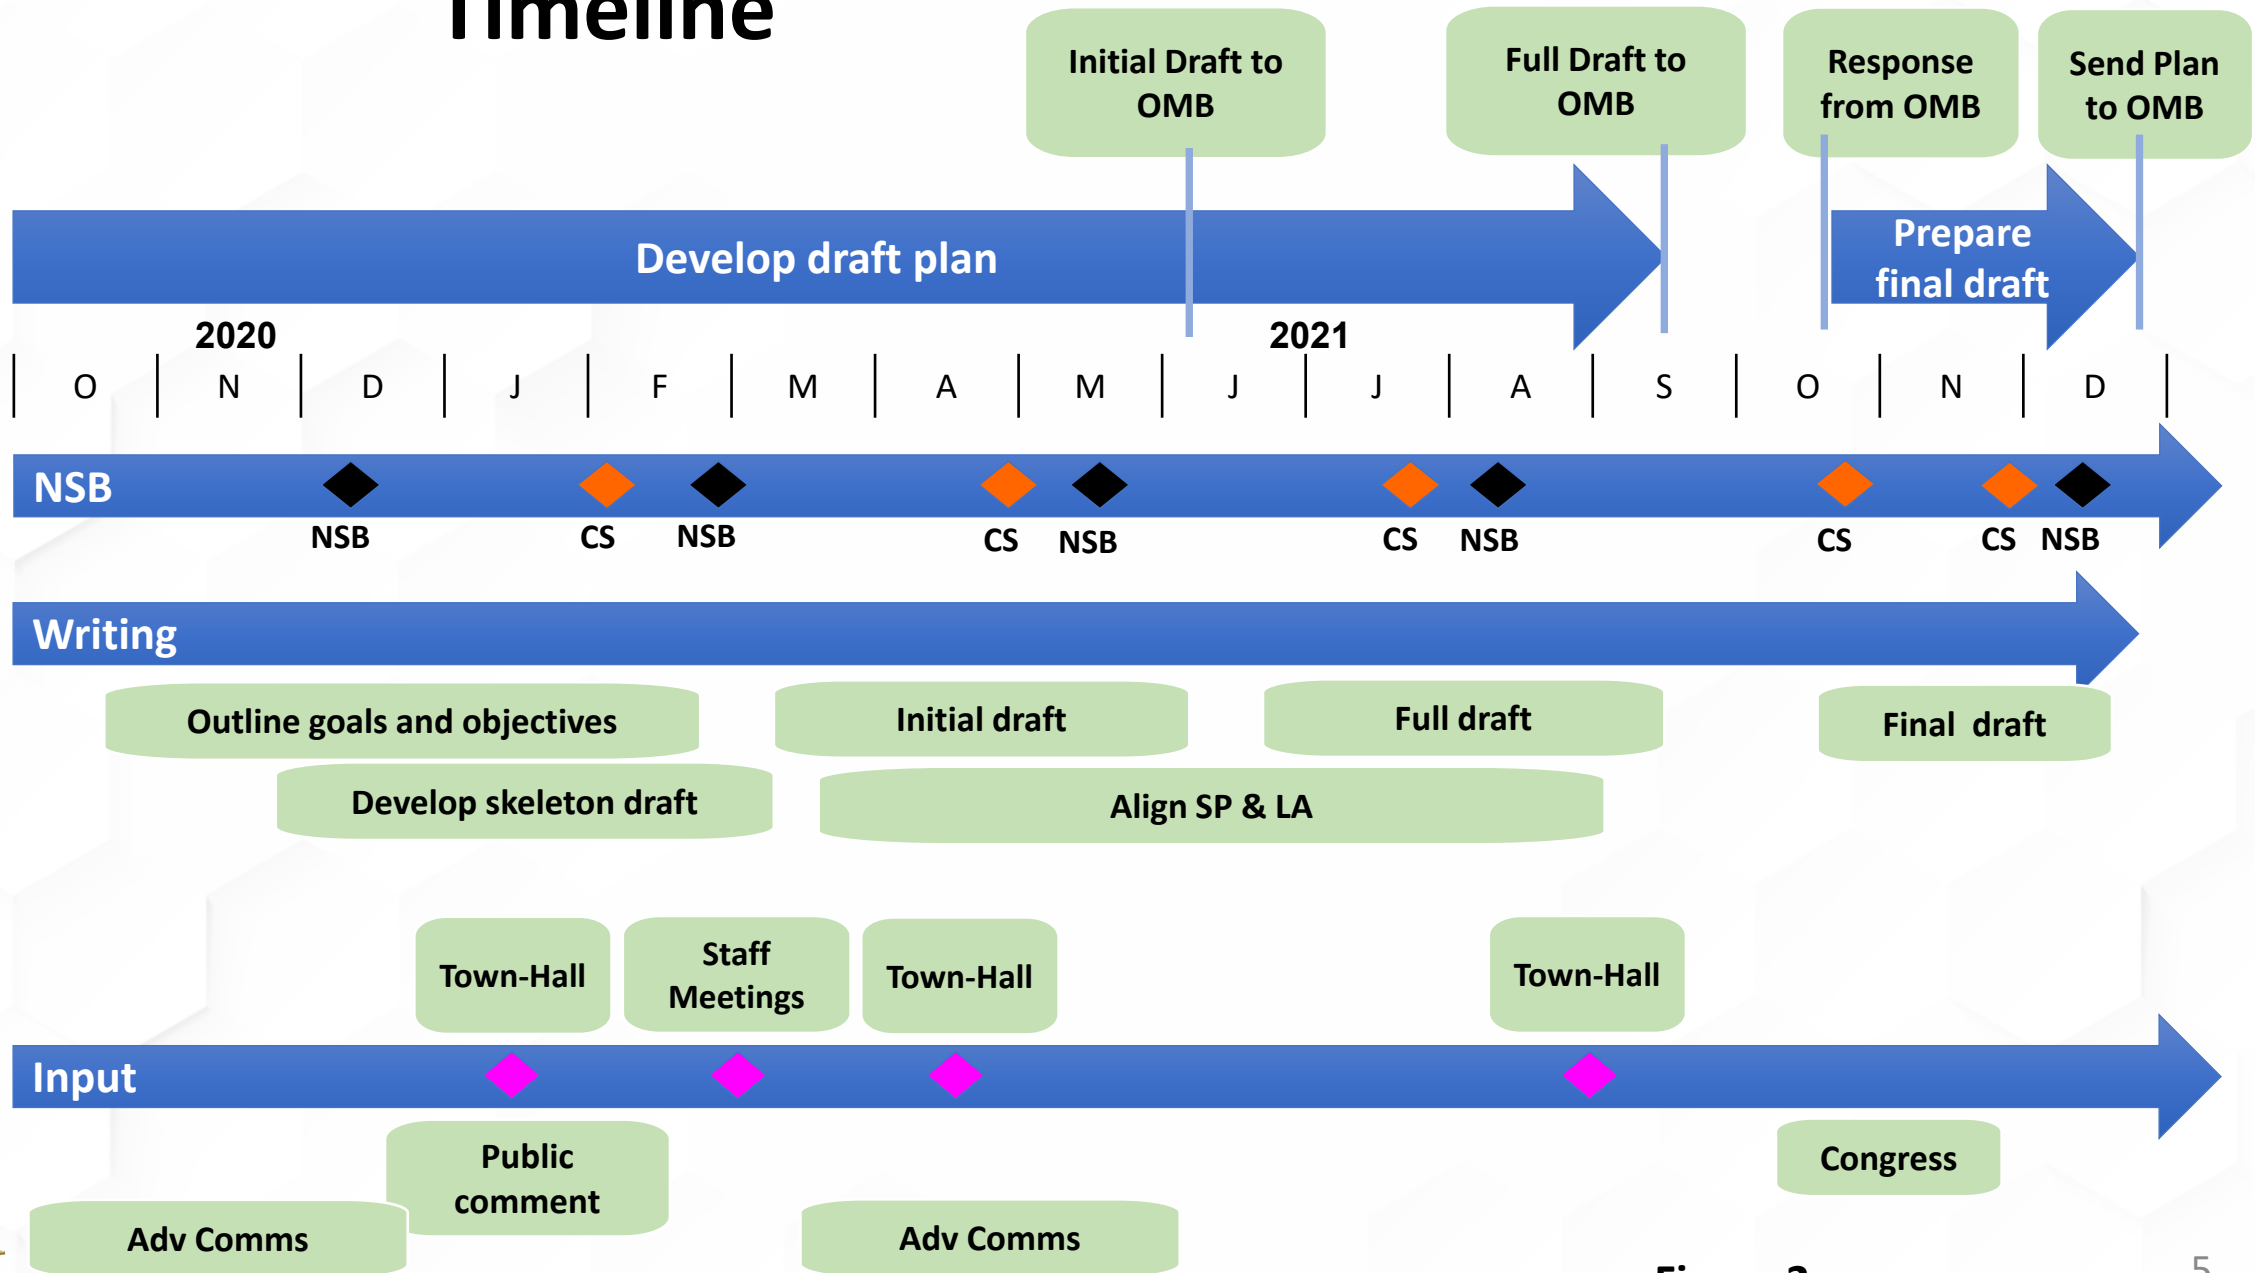 Timeline
Initial Draft to
OMB
Full Draft to
OMB
Response
from OMB
Send Plan
to OMB
Develop draft plan
Prepare
final draft
2020
2021
O N D J F M A M J J A S O N D
NSB
NSB CS NSB CS NSB CS NSB CS CS NSB
Writing
Outline goals and objectives
Initial draft
Full draft
Final draft
Develop skeleton draft
Align SP & LA
Town-Hall
Staff
Meetings
Town-Hall
Town-Hall
Input
Public
comment
Congress
Adv Comms
Adv Comms
5